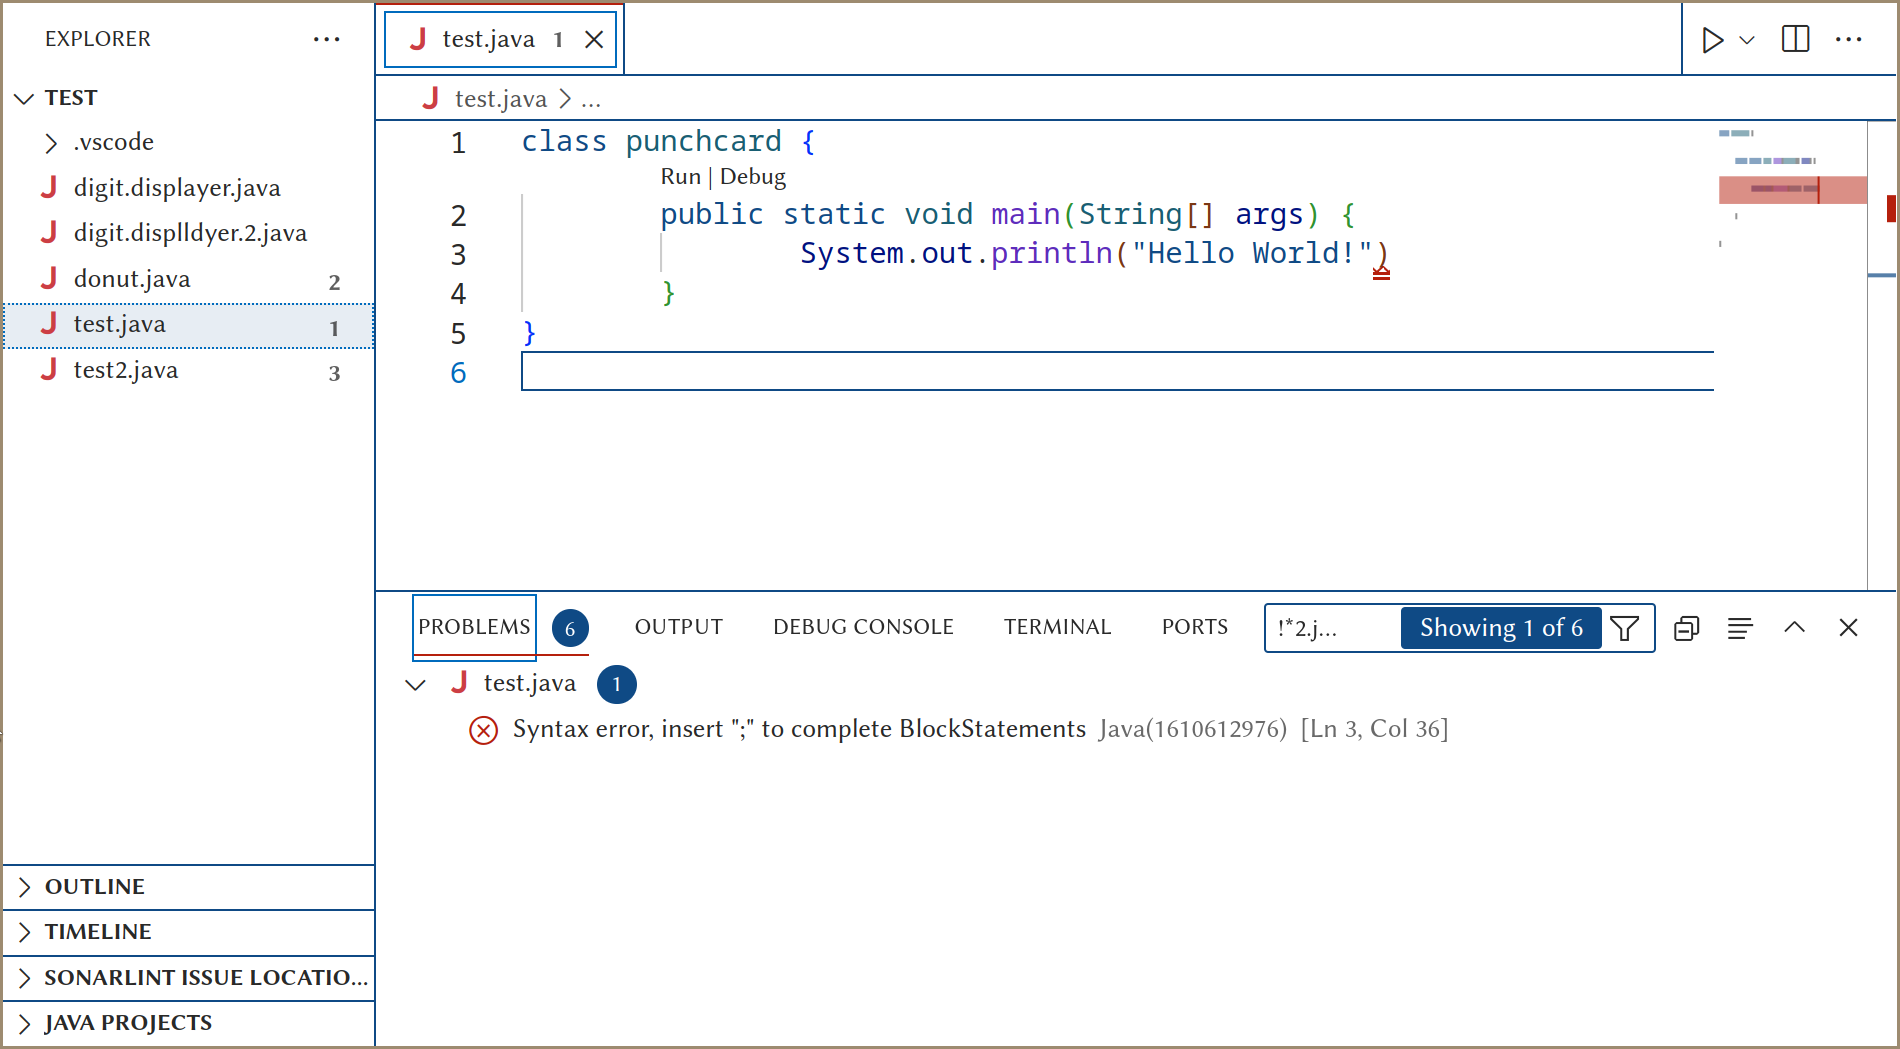 EXPLORER
TEST
.vscode
digit.displayer.java
digit.displldyer.2.java
donut.java 2
test.java 1
test2.java 3
OUTLINE
TIMELINE
SONARLINT ISSUE LOCATIO...
JAVA PROJECTS
J test.java 1
J test.java > ...
1 class punchcard {
Run | Debug
2 public static void main(String[] args) {
3 System.out.println("Hello World!")
4 }
5 }
6
PROBLEMS 6 OUTPUT DEBUG CONSOLE TERMINAL PORTS !*2.j... Showing 1 of 6
J test.java 1
Syntax error, insert ";" to complete BlockStatements Java(1610612976) [Ln 3, Col 36]